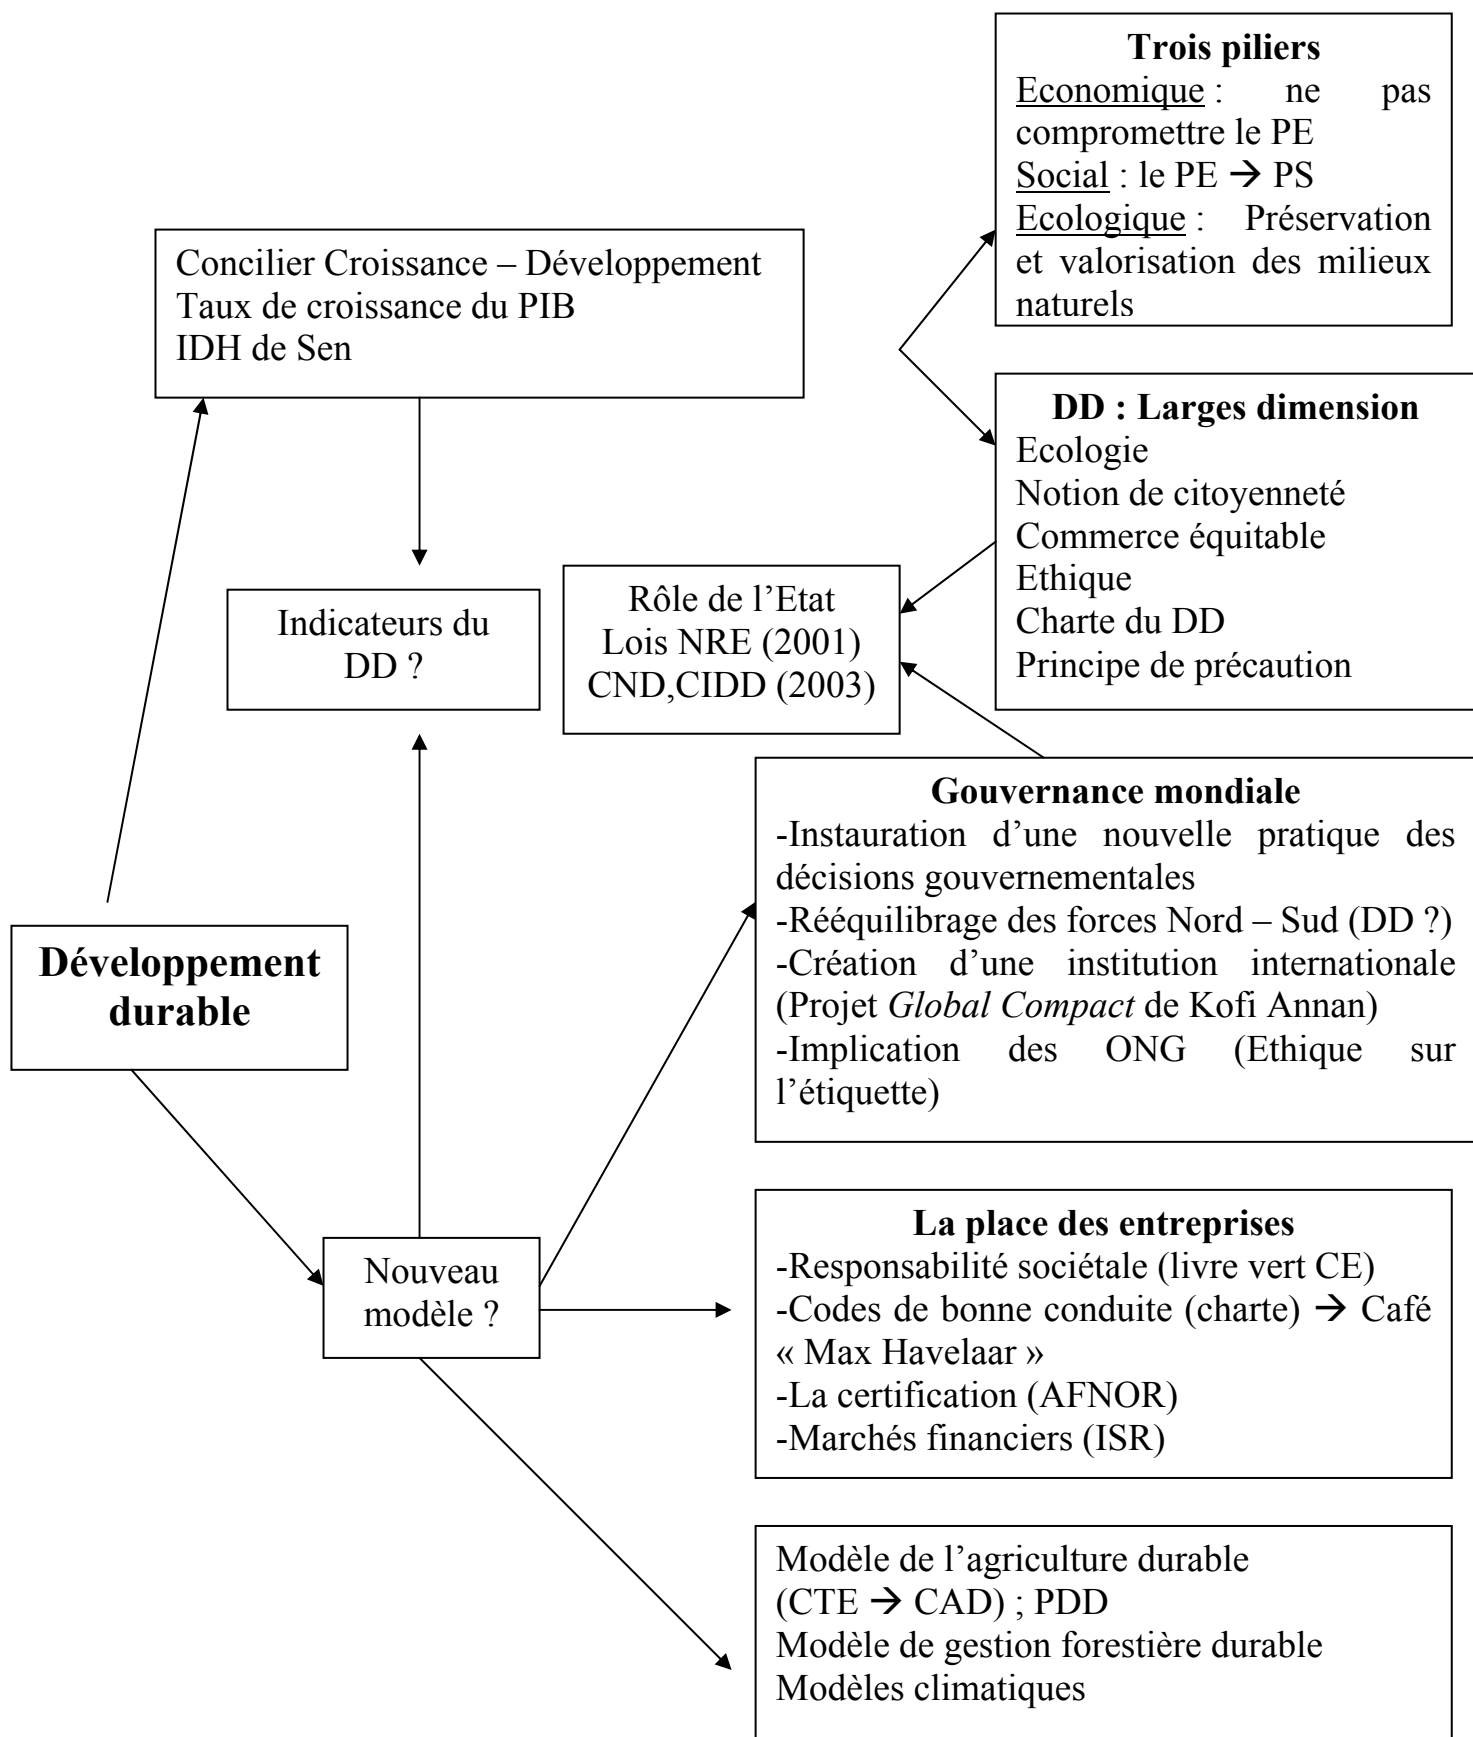 Trois piliers
Economique : ne pas
compromettre le PE
Social : le PE → PS
Ecologique : Préservation
et valorisation des milieux
naturels
Concilier Croissance – Développement
Taux de croissance du PIB
IDH de Sen
DD : Larges dimension
Ecologie
Notion de citoyenneté
Commerce équitable
Ethique
Charte du DD
Principe de précaution
Indicateurs du
DD ?
Rôle de l’Etat
Lois NRE (2001)
CND,CIDD (2003)
Gouvernance mondiale
-Instauration d’une nouvelle pratique des
décisions gouvernementales
-Rééquilibrage des forces Nord – Sud (DD ?)
-Création d’une institution internationale
(Projet Global Compact de Kofi Annan)
-Implication des ONG (Ethique sur
l’étiquette)
Développement
durable
Nouveau
modèle ?
La place des entreprises
-Responsabilité sociétale (livre vert CE)
-Codes de bonne conduite (charte) → Café
« Max Havelaar »
-La certification (AFNOR)
-Marchés financiers (ISR)
Modèle de l’agriculture durable
(CTE → CAD) ; PDD
Modèle de gestion forestière durable
Modèles climatiques